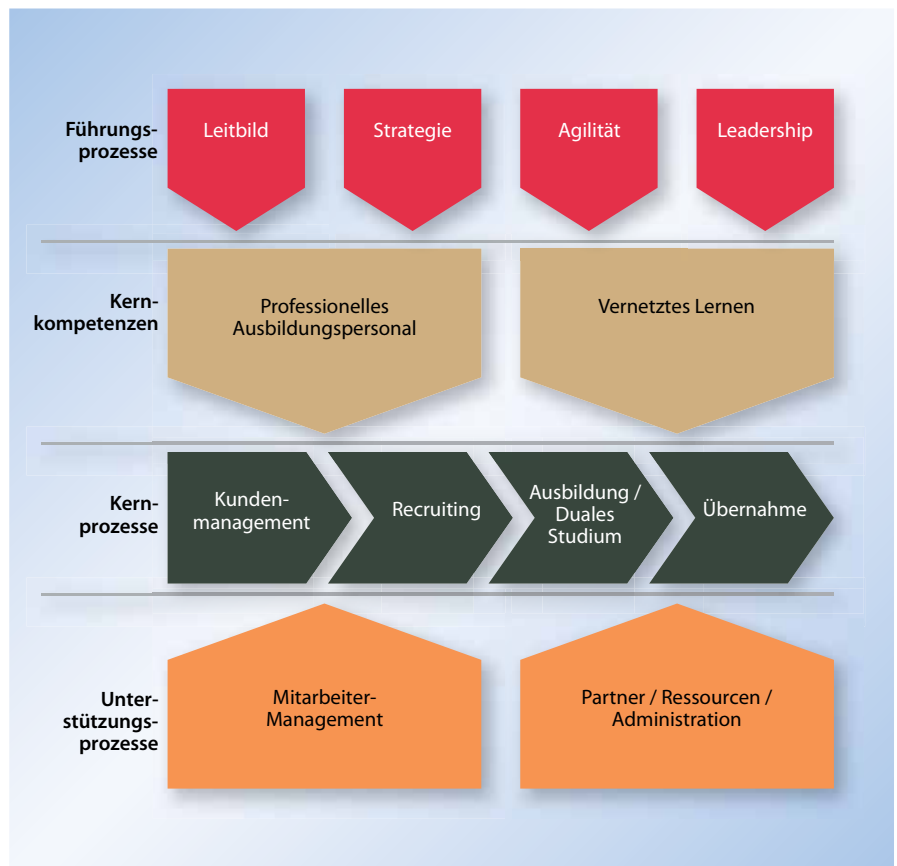 Führungs-
prozesse
Leitbild
Strategie
Agilität
Leadership
Kern-
kompetenzen
Professionelles
Ausbildungspersonal
Vernetztes Lernen
Kern-
prozesse
Kunden-
management
Recruiting
Ausbildung /
Duales
Studium
Übernahme
Unter-
stützungs-
prozesse
Mitarbeiter-
Management
Partner / Ressourcen /
Administration